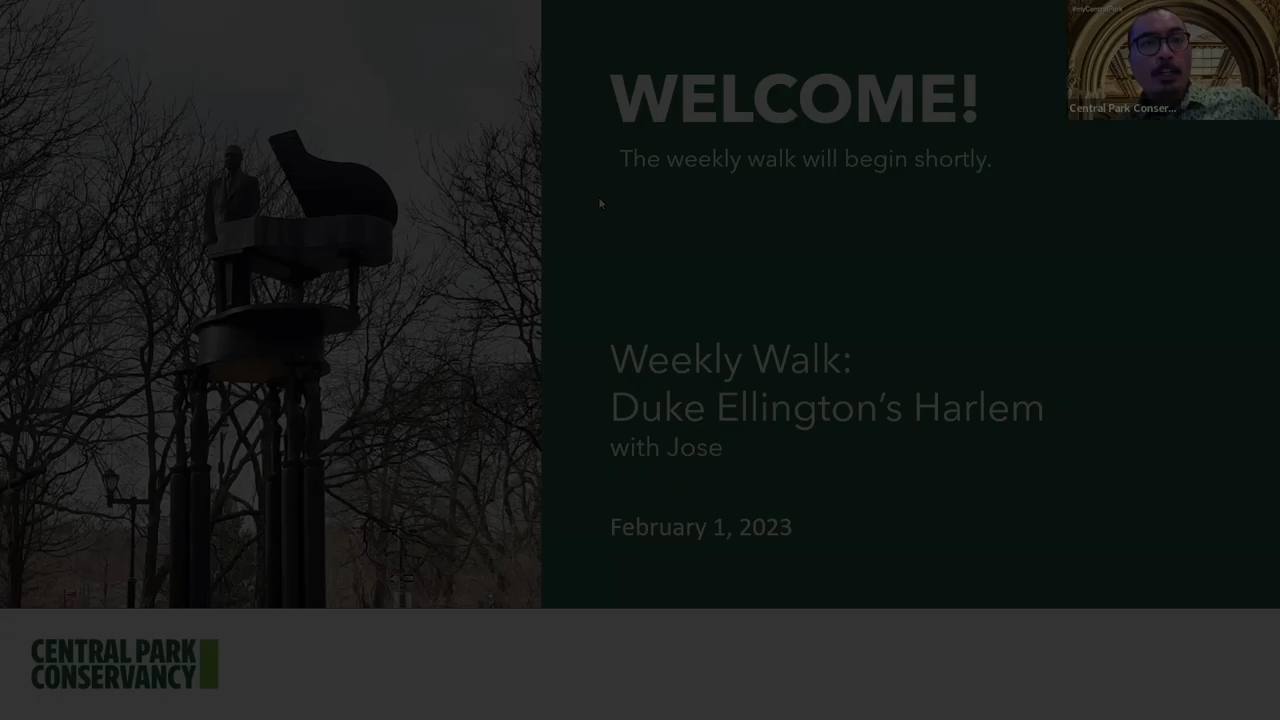 #myCentralPark
Central Park Conser...
WELCOME!
The weekly walk will begin shortly.
Weekly Walk:
Duke Ellington’s Harlem
with Jose
February 1, 2023
CENTRAL PARK
CONSERVANCY